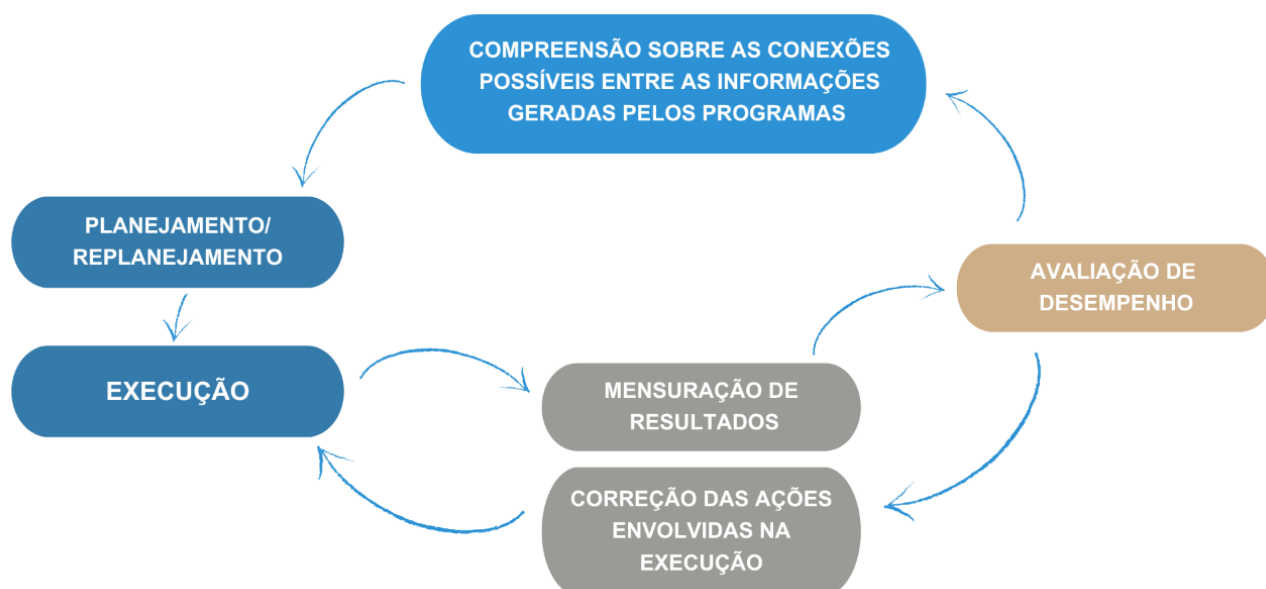 COMPREENSÃO SOBRE AS CONEXÕES
POSSÍVEIS ENTRE AS INFORMAÇÕES
GERADAS PELOS PROGRAMAS
PLANEJAMENTO/
REPLANEJAMENTO
EXECUÇÃO
MENSURAÇÃO DE
RESULTADOS
AVALIAÇÃO DE
DESEMPENHO
CORREÇÃO DAS AÇÕES
ENVOLVIDAS NA
EXECUÇÃO